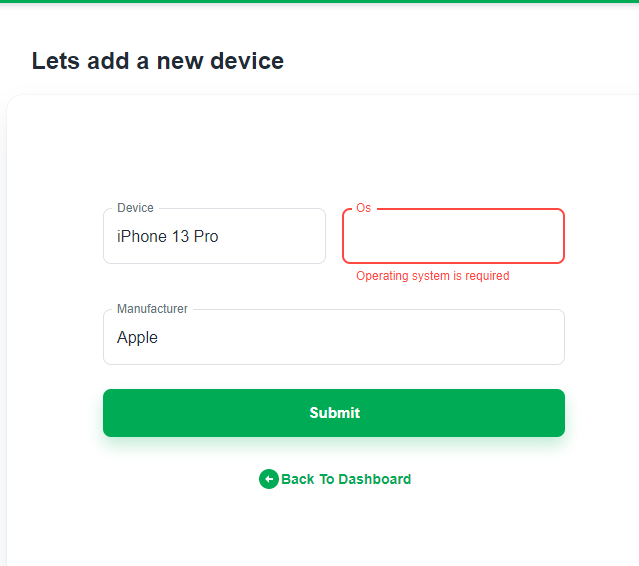 Lets add a new device
Device
Os
iPhone 13 Pro
Operating system is required
Manufacturer
Apple
Submit
Back To Dashboard